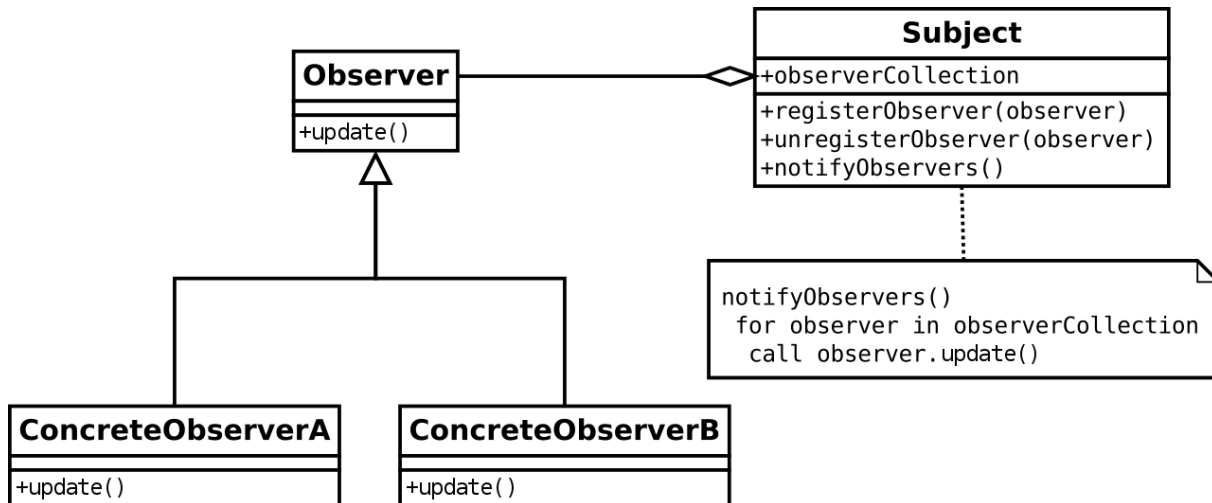 Observer
+update()
Subject
+observerCollection
+registerObserver(observer)
+unregisterObserver(observer)
+notifyObservers()
notifyObservers()
for observer in observerCollection
call observer.update()
ConcreteObserverA
+update()
ConcreteObserverB
+update()